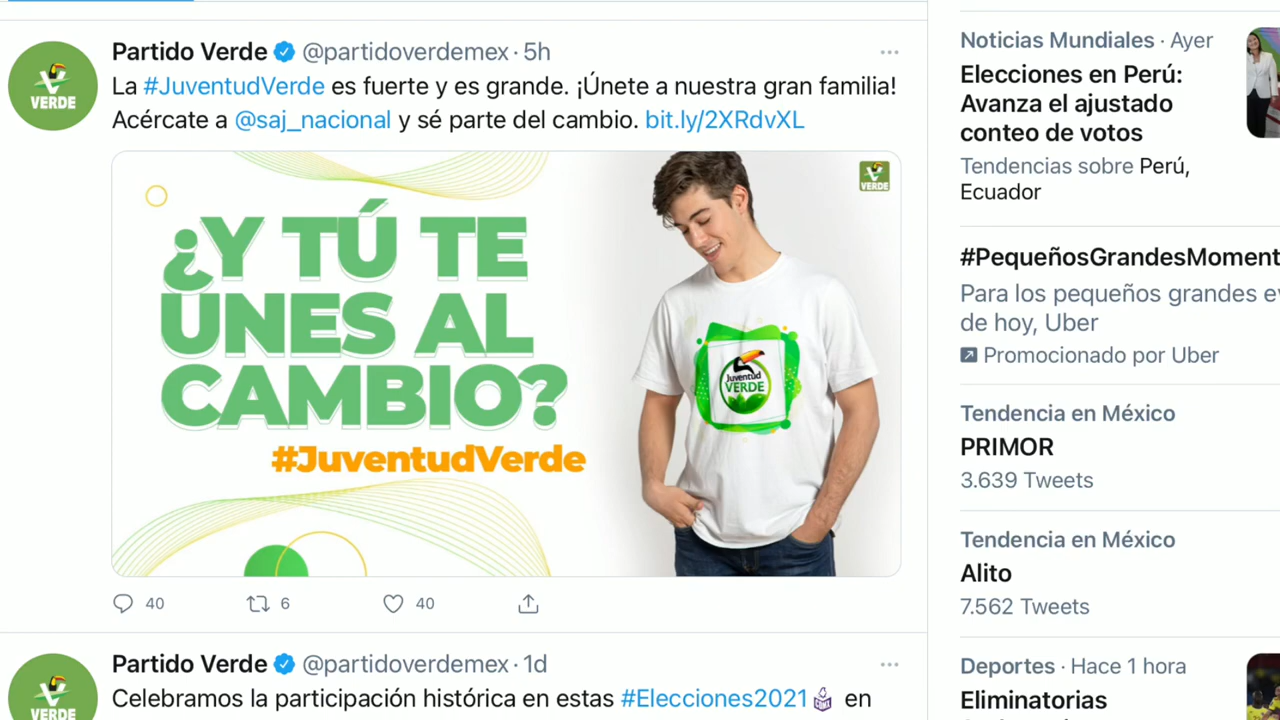 Partido Verde @partidoverdemex · 5h
La #JuventudVerde es fuerte y es grande. ¡Únete a nuestra gran familia!
Acércate a @saj_nacional y sé parte del cambio. bit.ly/2XRdvXL
VERDE
VERDE
¿Y TÚ TE
UNES AL
CAMBIO?
#JuventudVerde
Juventud
VERDE
40
6
40
Partido Verde @partidoverdemex · 1d
Celebramos la participación histórica en estas #Elecciones2021 en
VERDE
Noticias Mundiales · Ayer
Elecciones en Perú:
Avanza el ajustado
conteo de votos
Tendencias sobre Perú,
Ecuador
#PequeñosGrandesMoment
Para los pequeños grandes ev
de hoy, Uber
Promocionado por Uber
Tendencia en México
PRIMOR
3.639 Tweets
Tendencia en México
Alito
7.562 Tweets
Deportes · Hace 1 hora
Eliminatorias